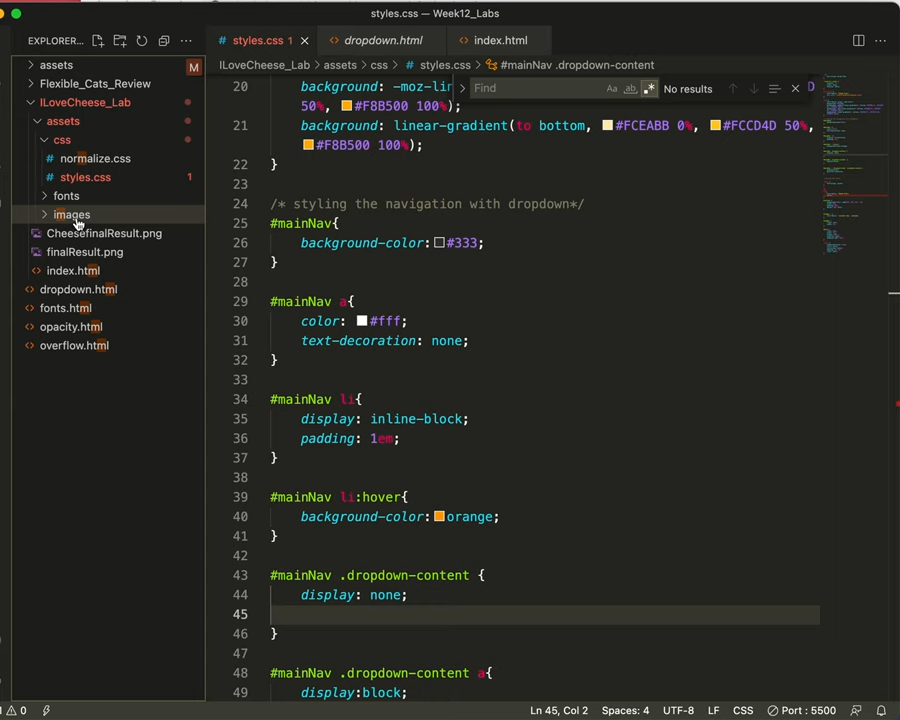 styles.css — Week12_Labs
EXPLORER...
styles.css 1
dropdown.html
index.html
ILoveCheese_Lab > assets > css > styles.css > #mainNav .dropdown-content
assets
M
Flexible_Cats_Review
ILoveCheese_Lab
assets
css
normalize.css
styles.css 1
fonts
images
CheesefinalResult.png
finalResult.png
index.html
dropdown.html
fonts.html
opacity.html
overflow.html
Find
Aa
ab
No results
20 background: -moz-lin
50%, #F8B500 100%);
21 background: linear-gradient(to bottom, #FCEABB 0%, #FCCD4D 50%,
#F8B500 100%);
22 }
23
24 /* styling the navigation with dropdown*/
25 #mainNav{
26 background-color: #333;
27 }
28
29 #mainNav a{
30 color: #fff;
31 text-decoration: none;
32 }
33
34 #mainNav li{
35 display: inline-block;
36 padding: 1em;
37 }
38
39 #mainNav li:hover{
40 background-color: orange;
41 }
42
43 #mainNav .dropdown-content {
44 display: none;
45
46 }
47
48 #mainNav .dropdown-content a{
49 display:block;
0
Ln 45, Col 2 Spaces: 4 UTF-8 LF CSS Port : 5500